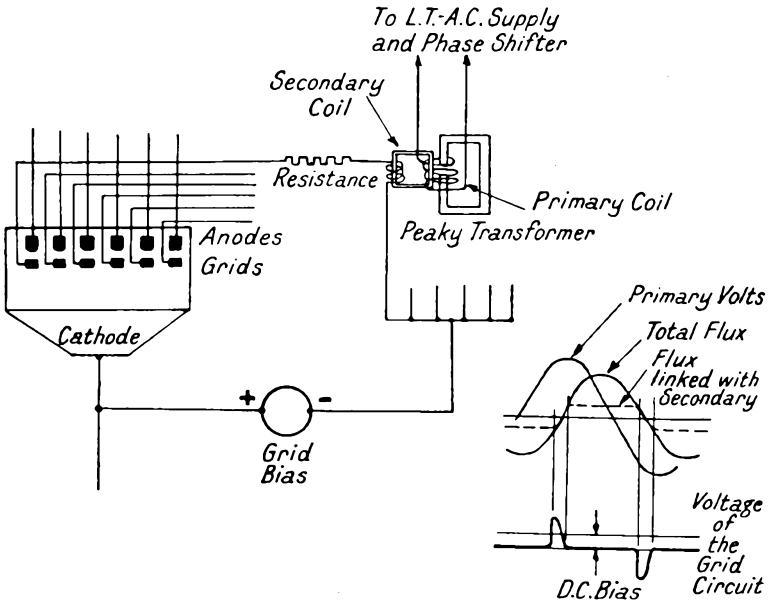 To L.T.-A.C. Supply
and Phase Shifter
Secondary
Coil
Resistance
Primary Coil
Peaky Transformer
Anodes
Grids
Cathode
+
-
Grid
Bias
Primary Volts
Total Flux
Flux
linked with
Secondary
Voltage
of
the
Grid
Circuit
D.C. Bias